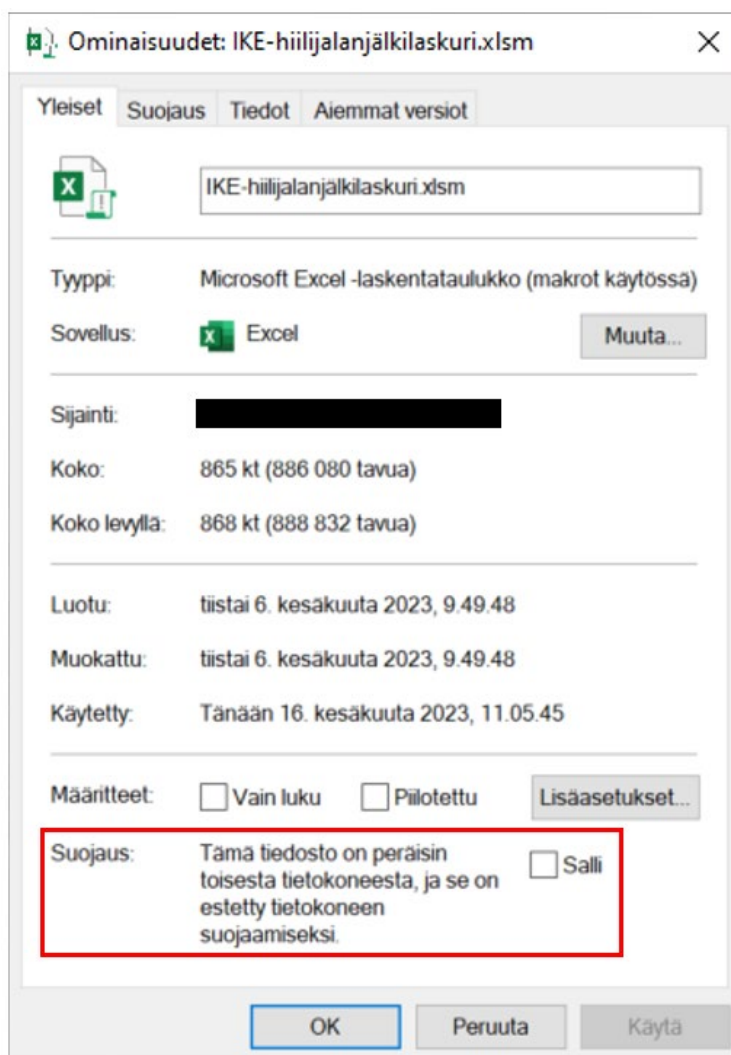 Ominaisuudet: IKE-hiilijalanjälkilaskuri.xlsm
Yleiset Suojaus Tiedot Aiemmat versiot
IKE-hiilijalanjälkilaskuri.xlsm
Tyyppi: Microsoft Excel -laskentataulukko (makrot käytössä)
Sovellus: Excel Muuta...
Sijainti:
Koko: 865 kt (886 080 tavua)
Koko levyllä: 868 kt (888 832 tavua)
Luotu: tiistai 6. kesäkuuta 2023, 9.49.48
Muokattu: tiistai 6. kesäkuuta 2023, 9.49.48
Käytetty: Tänään 16. kesäkuuta 2023, 11.05.45
Määritteet: Vain luku Piilotettu Lisäasetukset...
Suojaus: Tämä tiedosto on peräisin
toisesta tietokoneesta, ja se on Salli
estetty tietokoneen
suojaamiseksi.
OK Peruuta Käytä